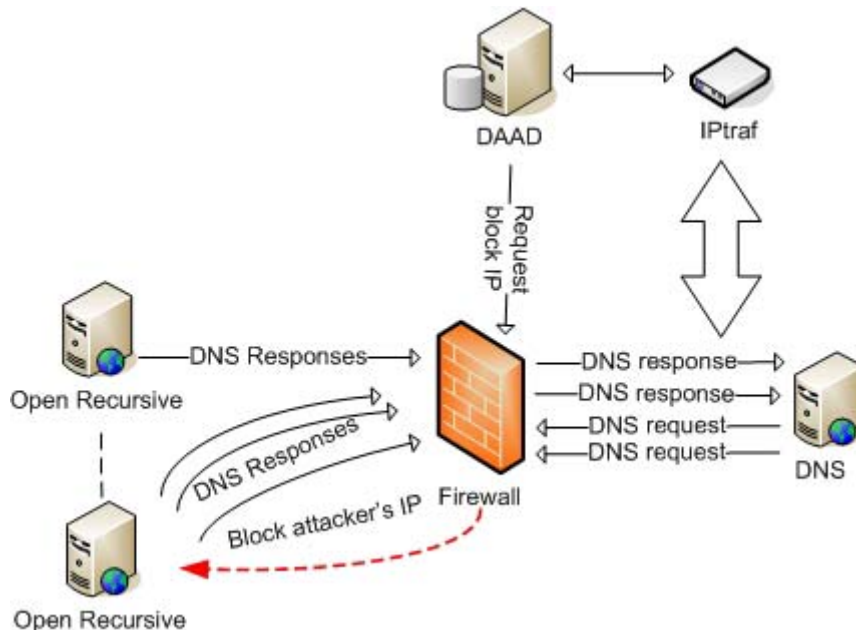 DAAD
IPtraf
Request
block IP
DNS Responses
DNS response
Open Recursive
DNS response
DNS Responses
DNS request
DNS request
Firewall
DNS
Block attacker's IP
Open Recursive